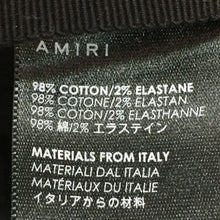 AMIRI
98% COTTON/2% ELASTANE
98% COTONE/2% ELASTAN
98% COTON/2% ELASTHANNE
98% 綿/2% エラステイン
MATERIALS FROM ITALY
MATERIALI DAL ITALIA
MATÉRIAUX DU ITALIE
イタリアからの材料